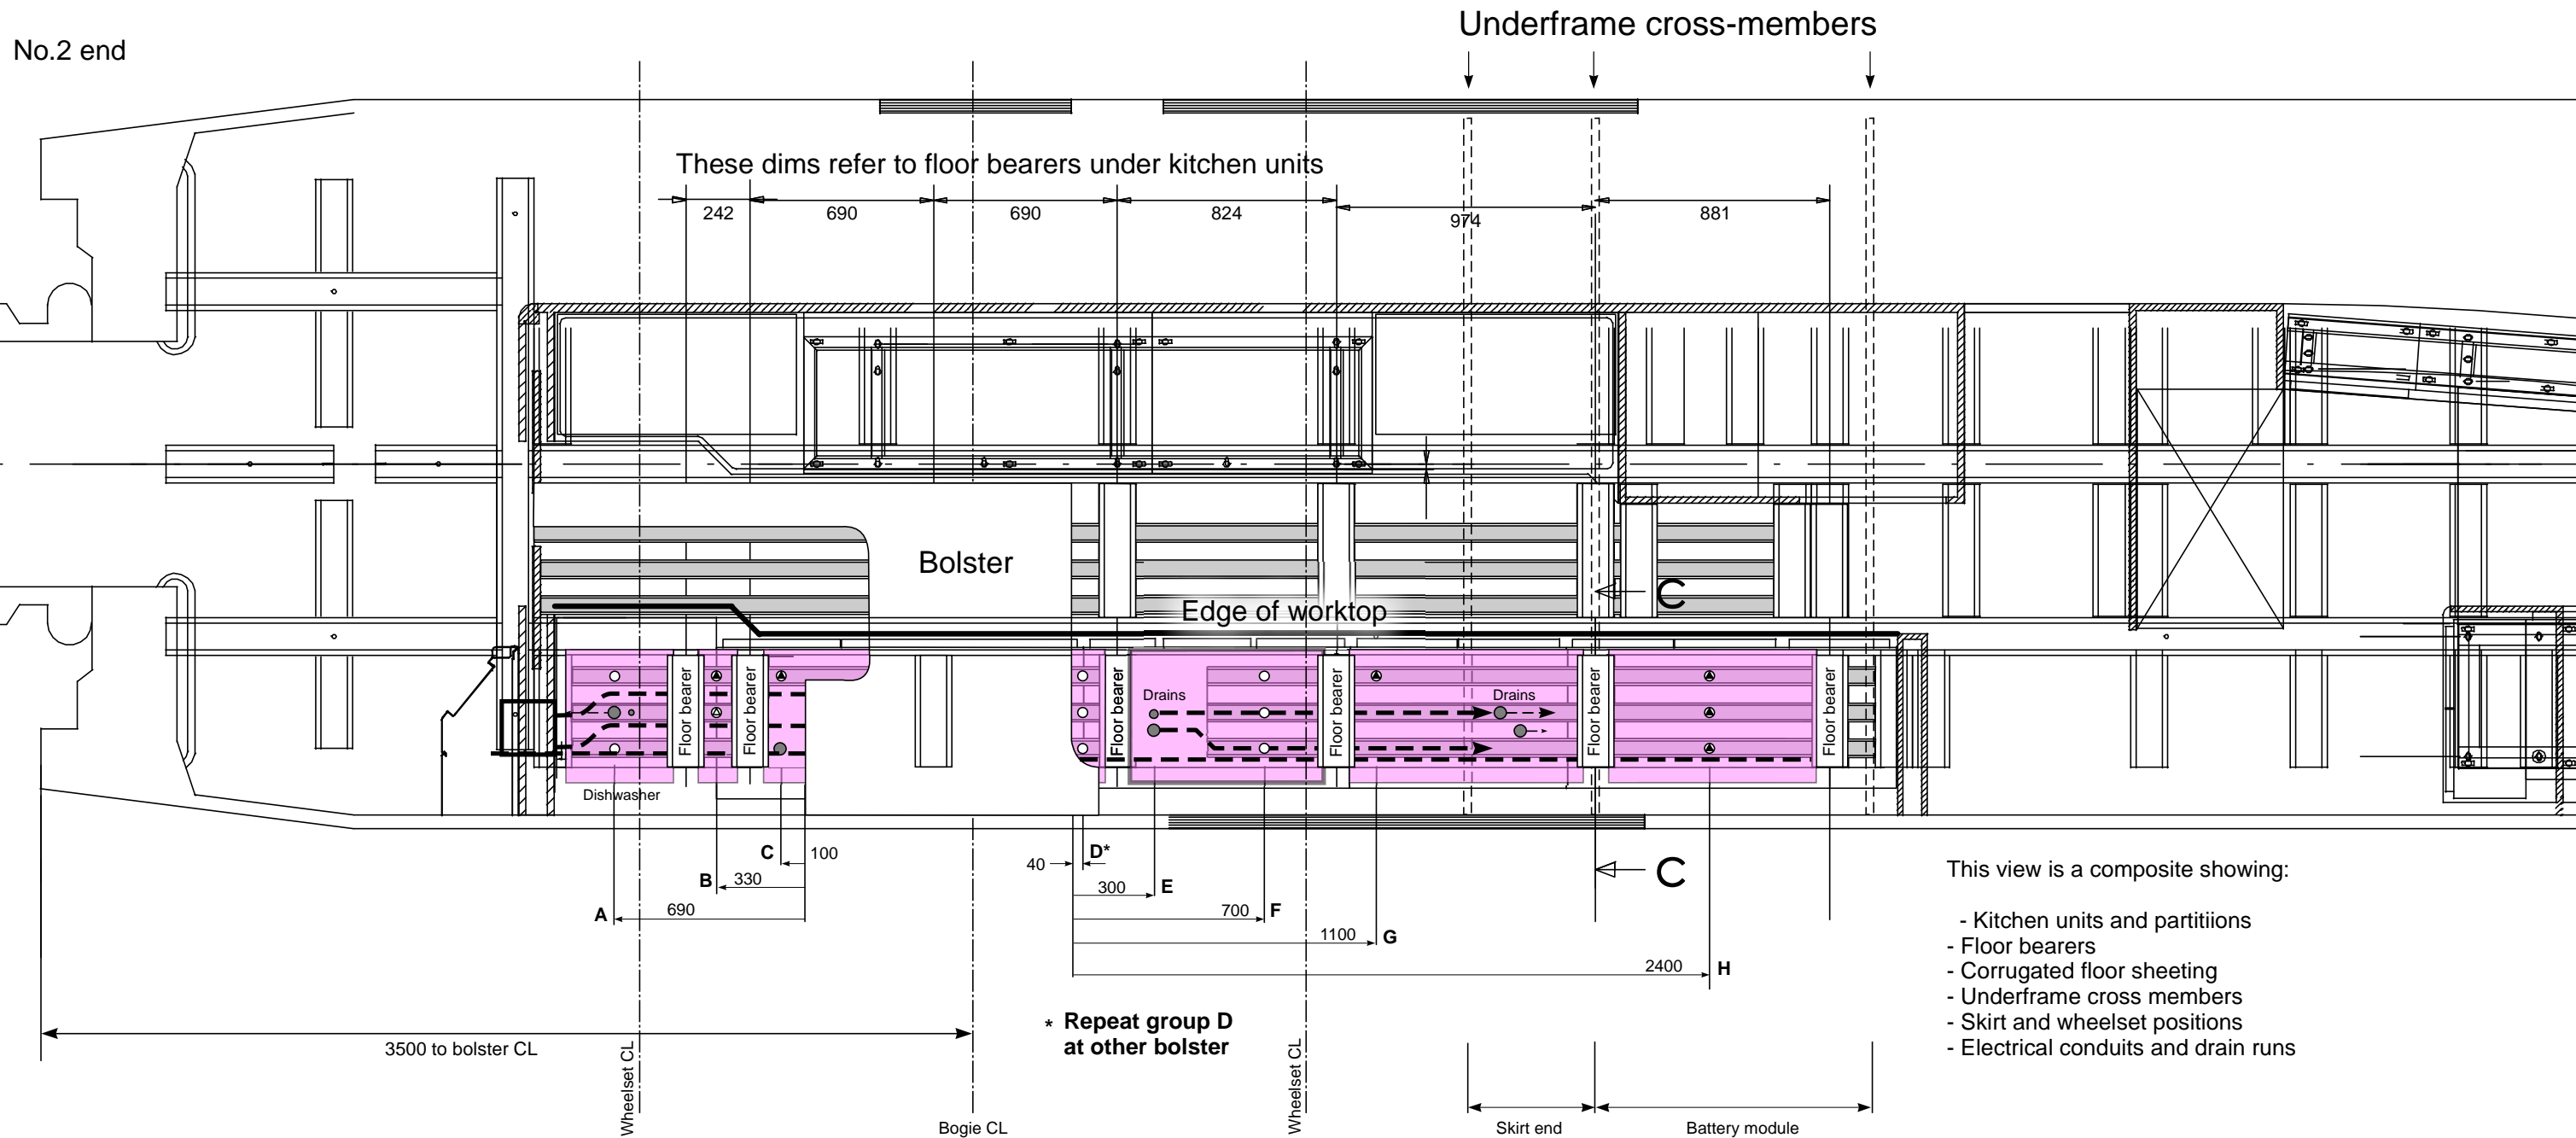 Underframe cross-members
No.2 end
These dims refer to floor bearers under kitchen units
242
690
690
824
974
881
Bolster
C
Edge of worktop
Floor bearer
Floor bearer
Floor bearer
Floor bearer
Floor bearer
Floor bearer
Drains
Drains
Dishwasher
C
100
40
D*
B
330
300
E
A
690
700
F
1100
G
2400
H
C
This view is a composite showing:
- Kitchen units and partitiions
- Floor bearers
- Corrugated floor sheeting
- Underframe cross members
- Skirt and wheelset positions
- Electrical conduits and drain runs
* Repeat group D
at other bolster
3500 to bolster CL
Wheelset CL
Bogie CL
Wheelset CL
Skirt end
Battery module